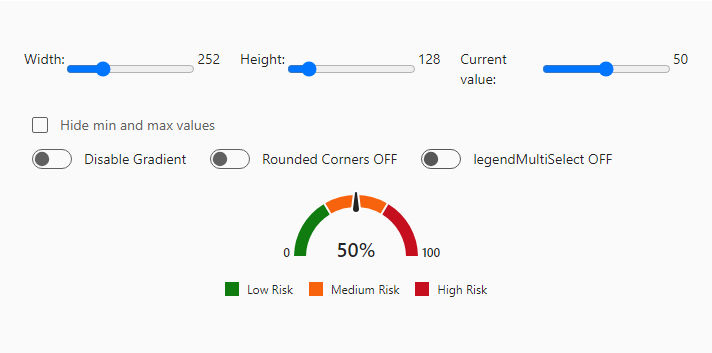 Width: 252 Height: 128 Current value: 50
Hide min and max values
Disable Gradient Rounded Corners OFF legendMultiSelect OFF
0 50% 100
Low Risk Medium Risk High Risk